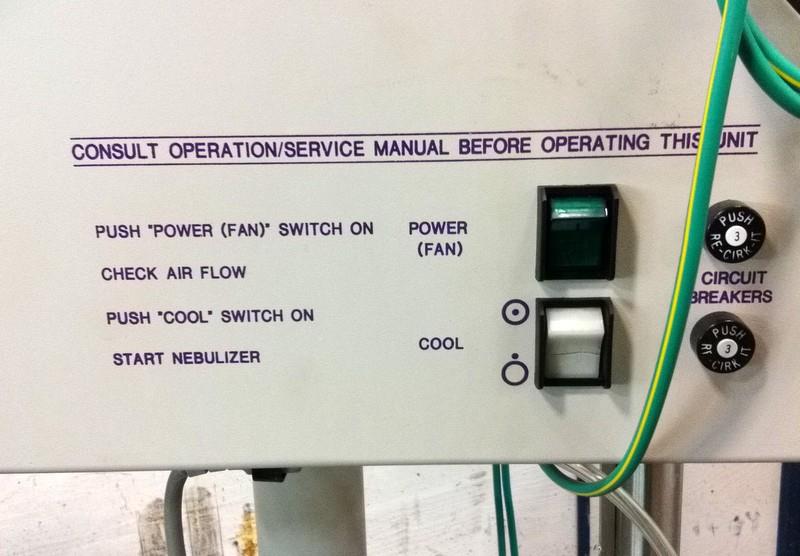 CONSULT OPERATION/SERVICE MANUAL BEFORE OPERATING THIS UNIT
PUSH "POWER (FAN)" SWITCH ON
CHECK AIR FLOW
PUSH "COOL" SWITCH ON
START NEBULIZER
POWER
(FAN)
COOL
PUSH
3
RE-CIRK-IT
CIRCUIT
BREAKERS
PUSH
3
RE-CIRK-IT